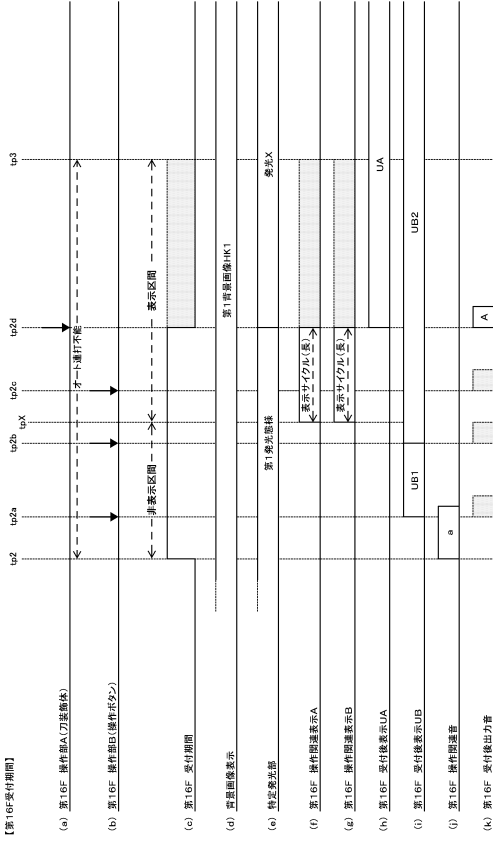 【第16F受付期間】
tp2
tp2a
tp2b
tpX
tp2c
tp2d
tp3
(a) 第16F 操作部A(刀装飾体)
オート連打不能
(b) 第16F 操作部B(操作ボタン)
非表示区間
表示区間
(c) 第16F 受付期間
(d) 背景画像表示
第1背景画像HK1
(e) 特定発光部
第1発光態様
発光X
(f) 第16F 操作関連表示A
表示サイクル(長)
(g) 第16F 操作関連表示B
表示サイクル(長)
(h) 第16F 受付後表示UA
UA
(i) 第16F 受付後表示UB
UB1
UB2
(j) 第16F 操作関連音
a
(k) 第16F 受付後出力音
A